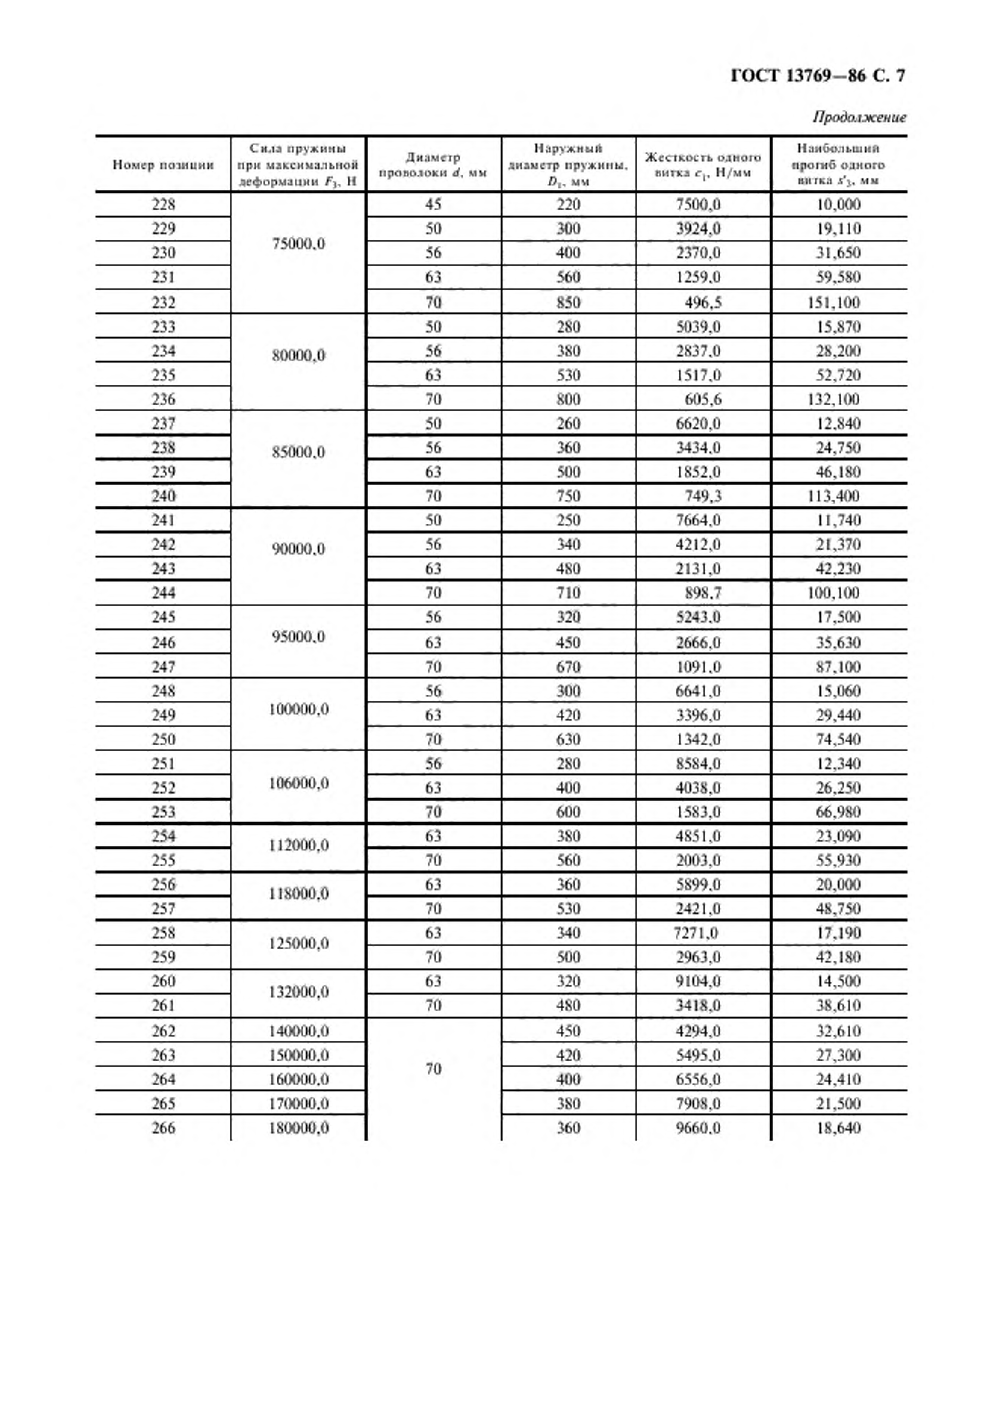 ГОСТ 13769—86 С. 7
Продолжение
Номер позиции | Сила пружины при максимальной деформации F₃, Н | Диаметр проволоки d, мм | Наружный диаметр пружины, D₁, мм | Жесткость одного витка c₁, Н/мм | Наибольший прогиб одного витка s'₃, мм
228 | 75000,0 | 45 | 220 | 7500,0 | 10,000
229 | 50 | 300 | 3924,0 | 19,110
230 | 56 | 400 | 2370,0 | 31,650
231 | 63 | 560 | 1259,0 | 59,580
232 | 70 | 850 | 496,5 | 151,100
233 | 80000,0 | 50 | 280 | 5039,0 | 15,870
234 | 56 | 380 | 2837,0 | 28,200
235 | 63 | 530 | 1517,0 | 52,720
236 | 70 | 800 | 605,6 | 132,100
237 | 85000,0 | 50 | 260 | 6620,0 | 12,840
238 | 56 | 360 | 3434,0 | 24,750
239 | 63 | 500 | 1852,0 | 46,180
240 | 70 | 750 | 749,3 | 113,400
241 | 90000,0 | 50 | 250 | 7664,0 | 11,740
242 | 56 | 340 | 4212,0 | 21,370
243 | 63 | 480 | 2131,0 | 42,230
244 | 70 | 710 | 898,7 | 100,100
245 | 95000,0 | 56 | 320 | 5243,0 | 17,500
246 | 63 | 450 | 2666,0 | 35,630
247 | 70 | 670 | 1091,0 | 87,100
248 | 100000,0 | 56 | 300 | 6641,0 | 15,060
249 | 63 | 420 | 3396,0 | 29,440
250 | 70 | 630 | 1342,0 | 74,540
251 | 106000,0 | 56 | 280 | 8584,0 | 12,340
252 | 63 | 400 | 4038,0 | 26,250
253 | 70 | 600 | 1583,0 | 66,980
254 | 112000,0 | 63 | 380 | 4851,0 | 23,090
255 | 70 | 560 | 2003,0 | 55,930
256 | 118000,0 | 63 | 360 | 5899,0 | 20,000
257 | 70 | 530 | 2421,0 | 48,750
258 | 125000,0 | 63 | 340 | 7271,0 | 17,190
259 | 70 | 500 | 2963,0 | 42,180
260 | 132000,0 | 63 | 320 | 9104,0 | 14,500
261 | 70 | 480 | 3418,0 | 38,610
262 | 140000,0 | 70 | 450 | 4294,0 | 32,610
263 | 150000,0 | 420 | 5495,0 | 27,300
264 | 160000,0 | 400 | 6556,0 | 24,410
265 | 170000,0 | 380 | 7908,0 | 21,500
266 | 180000,0 | 360 | 9660,0 | 18,640